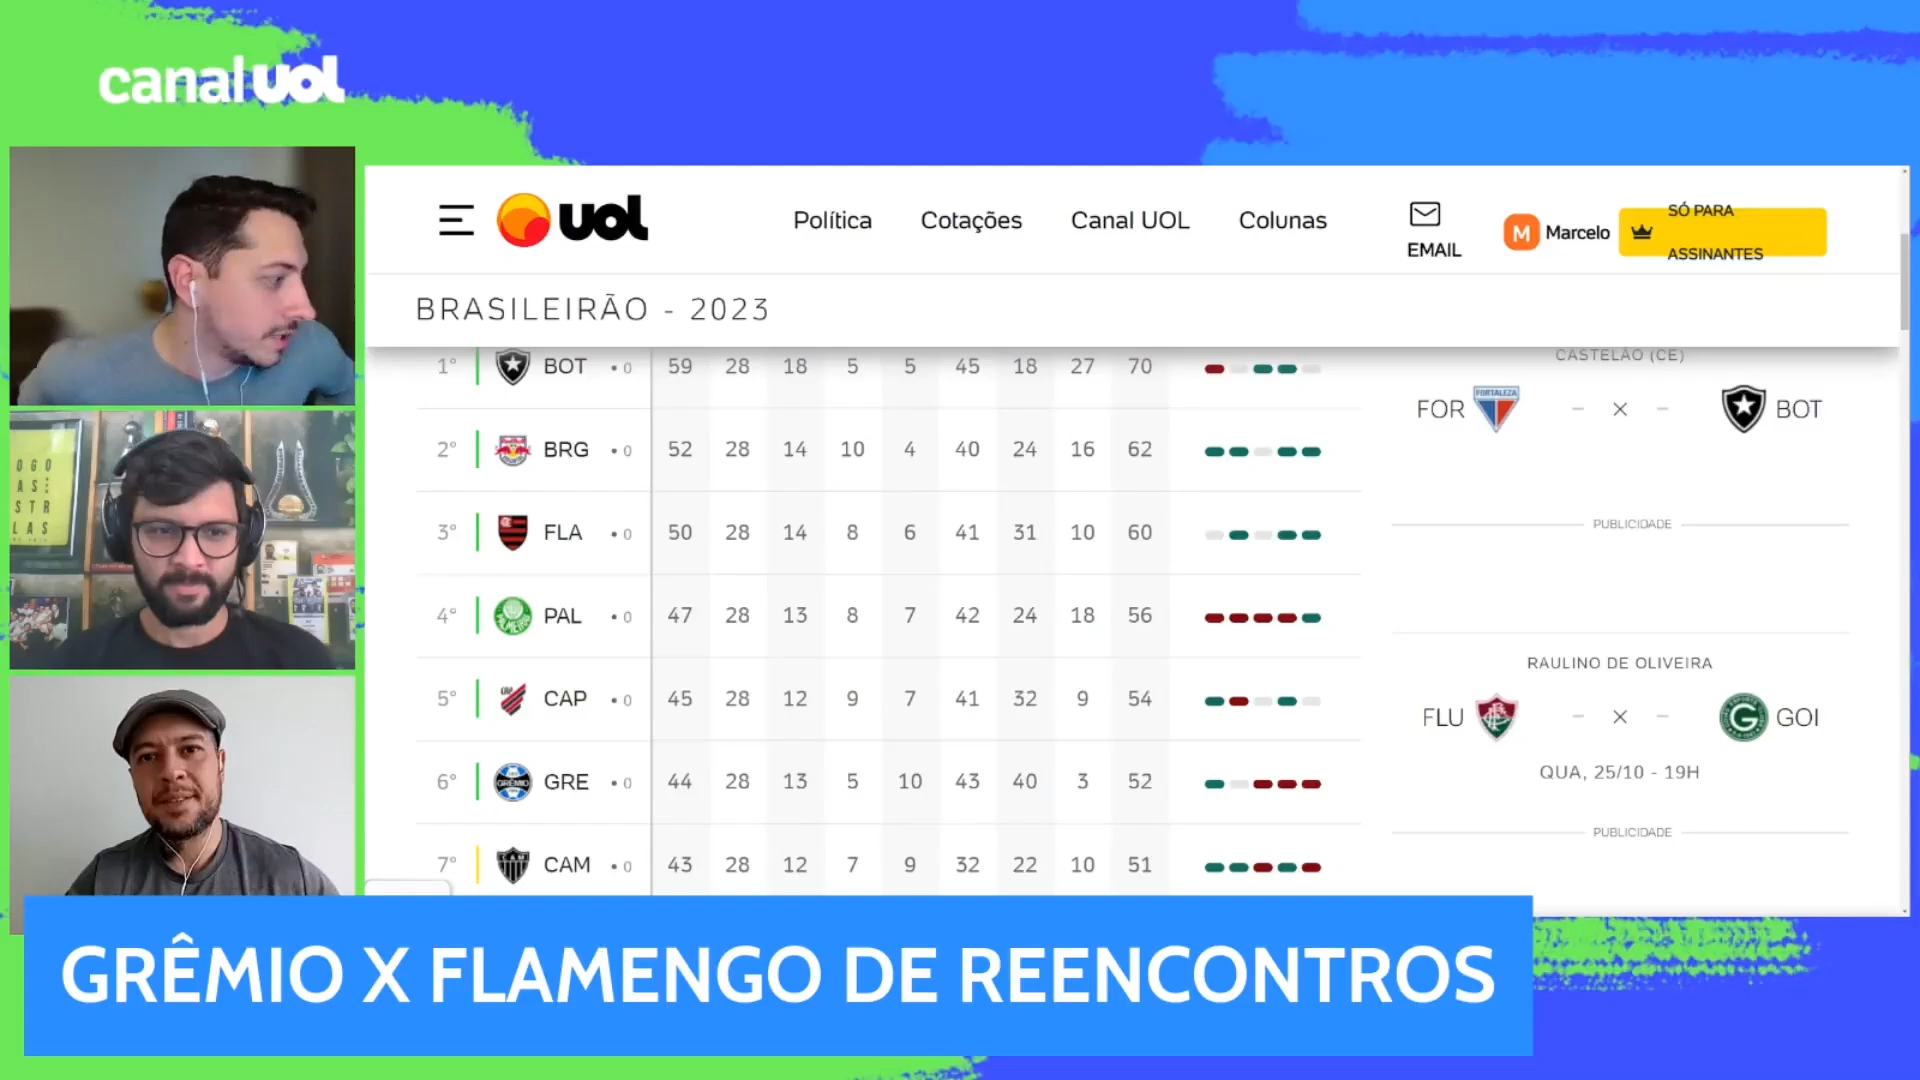 canal uol
uol
Política
Cotações
Canal UOL
Colunas
EMAIL
M
Marcelo
SÓ PARA
ASSINANTES
BRASILEIRÃO - 2023
1° BOT • 0 59 28 18 5 5 45 18 27 70
2° BRG • 0 52 28 14 10 4 40 24 16 62
3° FLA • 0 50 28 14 8 6 41 31 10 60
4° PAL • 0 47 28 13 8 7 42 24 18 56
5° CAP • 0 45 28 12 9 7 41 32 9 54
6° GRE • 0 44 28 13 5 10 43 40 3 52
7° CAM • 0 43 28 12 7 9 32 22 10 51
CASTELÃO (CE)
FOR – × – BOT
PUBLICIDADE
RAULINO DE OLIVEIRA
FLU – × – GOI
QUA, 25/10 - 19H
PUBLICIDADE
GRÊMIO X FLAMENGO DE REENCONTROS